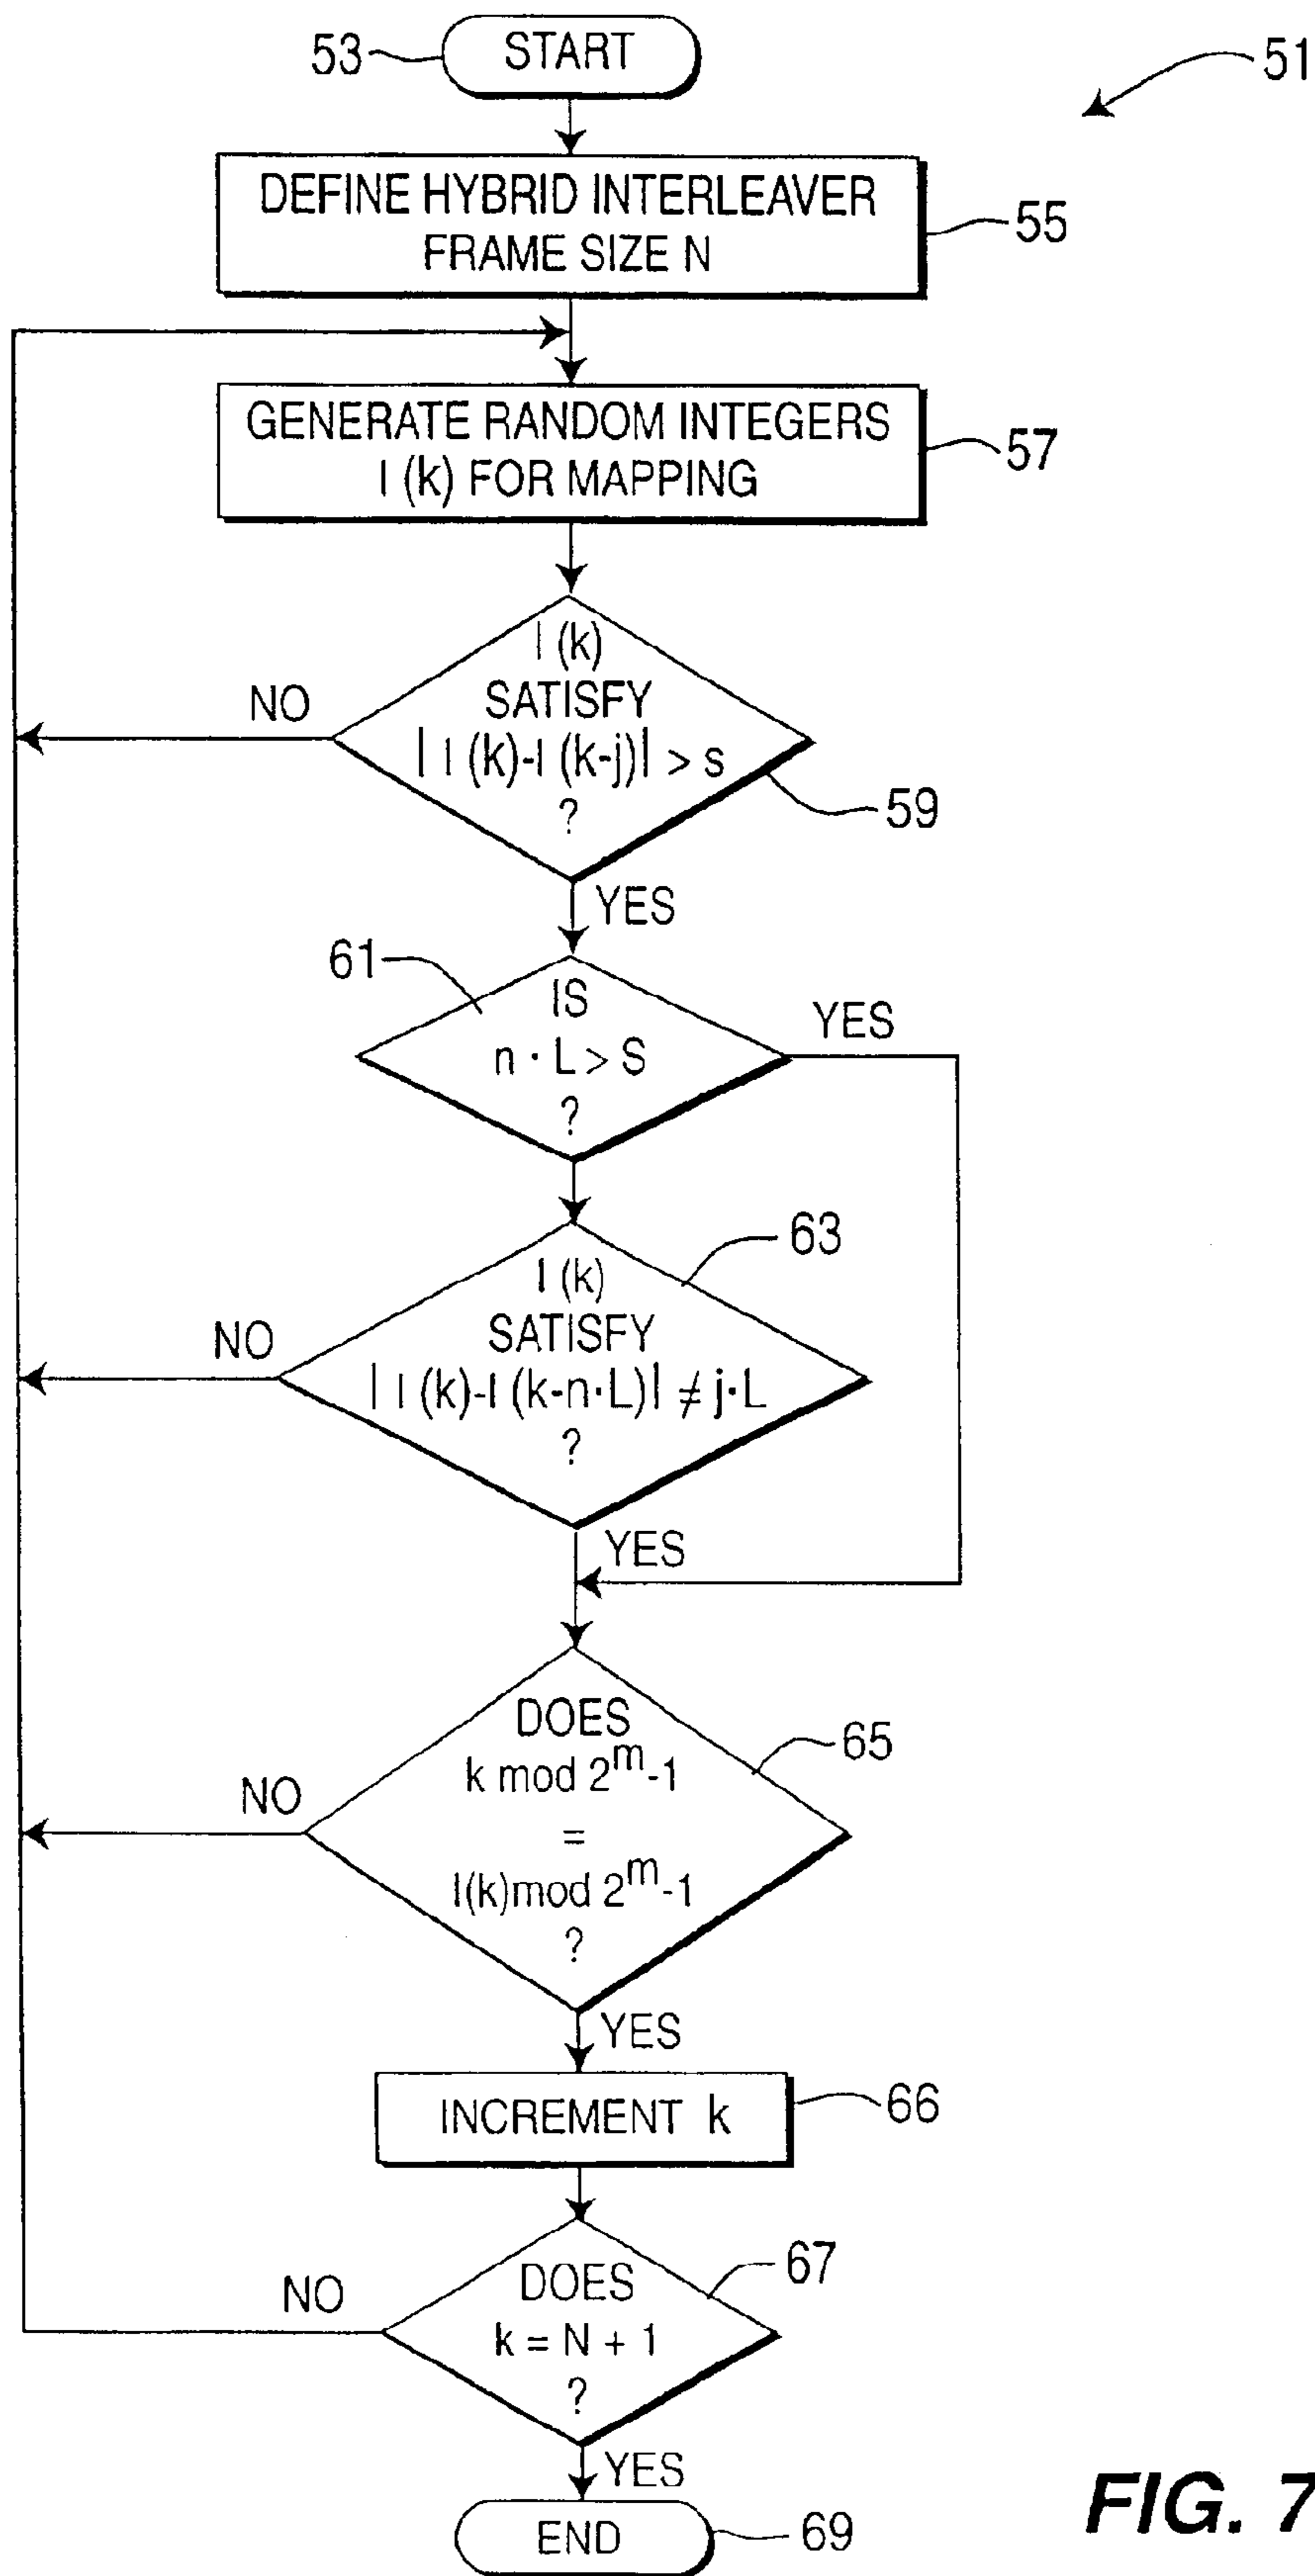 53
START
51
DEFINE HYBRID INTERLEAVER
FRAME SIZE N
55
GENERATE RANDOM INTEGERS
I (k) FOR MAPPING
57
I (k)
SATISFY
| I (k)-I (k-j)| > s
?
NO
59
YES
61
IS
n · L > S
?
YES
63
I (k)
SATISFY
| I (k)-I (k-n·L)| ≠ j·L
?
NO
YES
DOES
k mod 2^m-1
=
I(k)mod 2^m-1
?
65
NO
YES
INCREMENT k
66
DOES
k = N + 1
?
67
NO
YES
END
69
FIG. 7